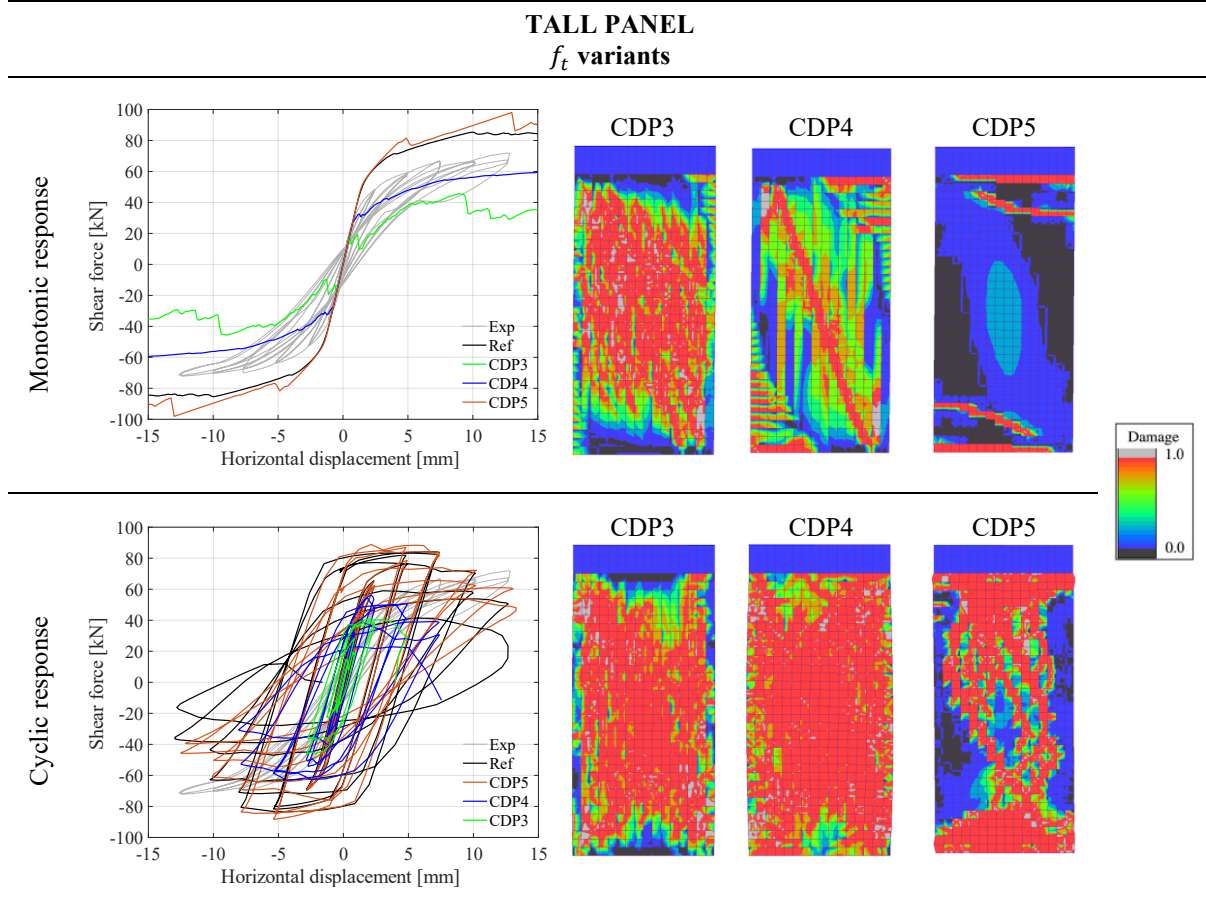 TALL PANEL
f_t variants
Monotonic response
100
80
60
40
20
0
-20
-40
-60
-80
-100
Shear force [kN]
-15 -10 -5 0 5 10 15
Horizontal displacement [mm]
Exp
Ref
CDP3
CDP4
CDP5
CDP3 CDP4 CDP5
Damage
1.0
0.0
Cyclic response
100
80
60
40
20
0
-20
-40
-60
-80
-100
Shear force [kN]
-15 -10 -5 0 5 10 15
Horizontal displacement [mm]
Exp
Ref
CDP5
CDP4
CDP3
CDP3 CDP4 CDP5